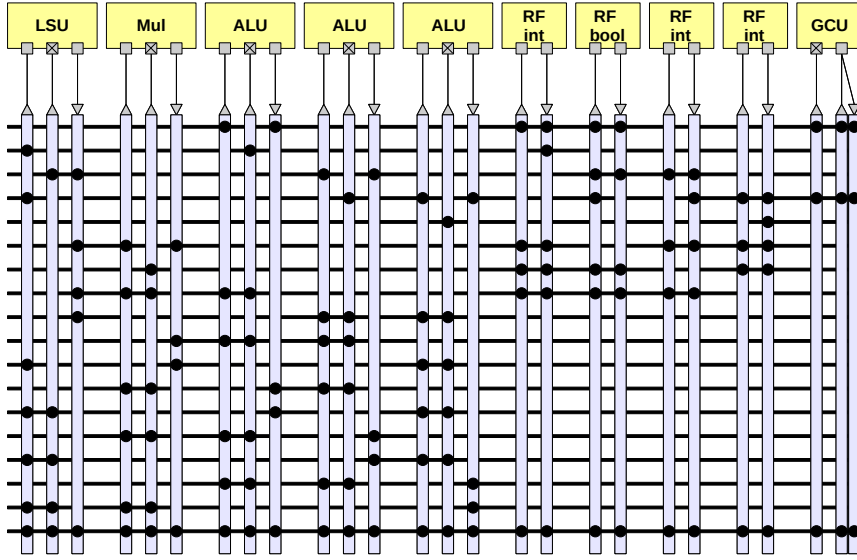 LSU
Mul
ALU
ALU
ALU
RF
int
RF
bool
RF
int
RF
int
GCU